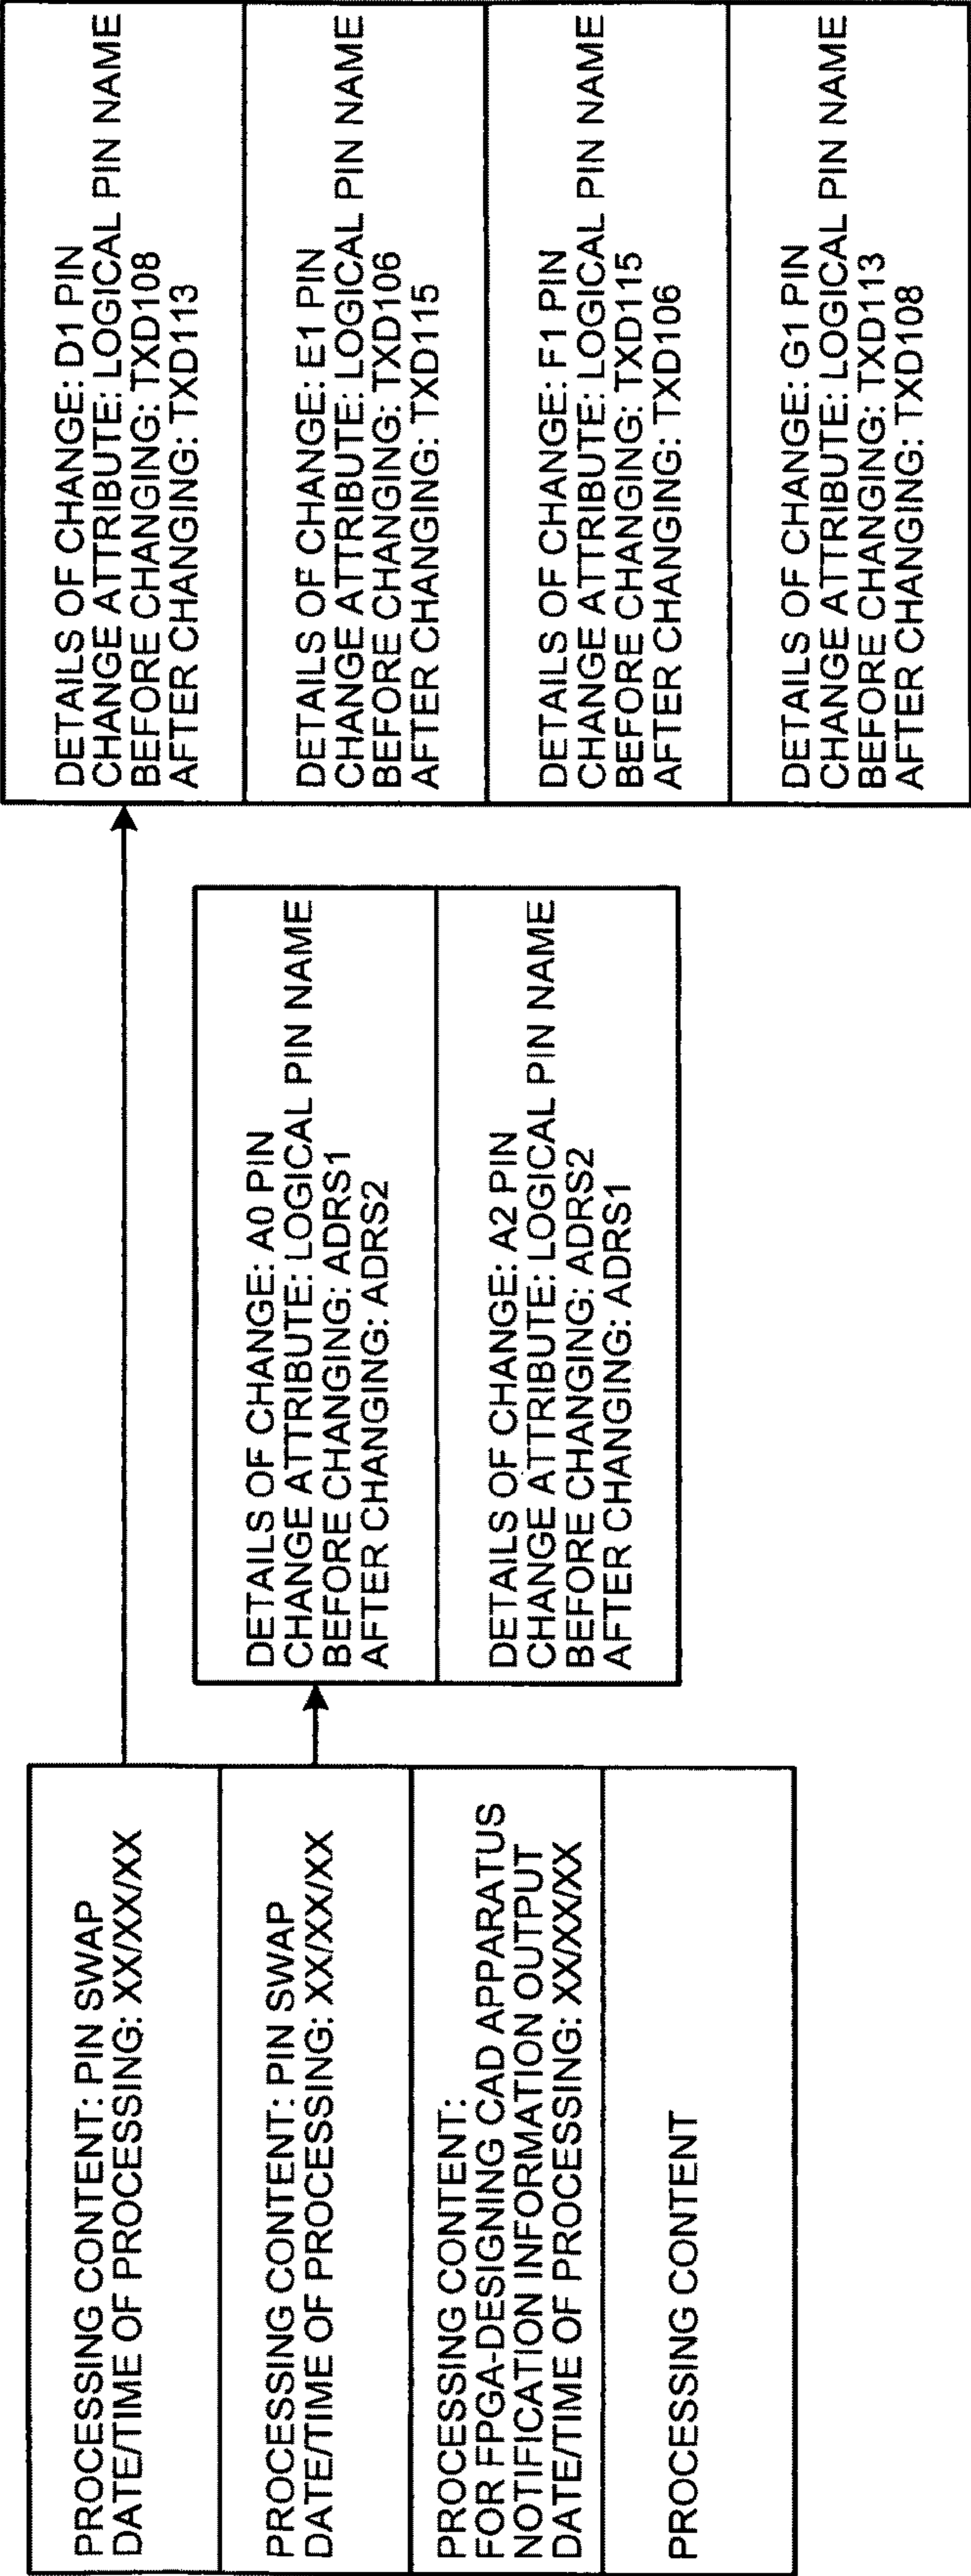 PROCESSING CONTENT: PIN SWAP
DATE/TIME OF PROCESSING: XX/XX/XX
PROCESSING CONTENT: PIN SWAP
DATE/TIME OF PROCESSING: XX/XX/XX
PROCESSING CONTENT:
FOR FPGA-DESIGNING CAD APPARATUS
NOTIFICATION INFORMATION OUTPUT
DATE/TIME OF PROCESSING: XX/XX/XX
PROCESSING CONTENT
DETAILS OF CHANGE: A0 PIN
CHANGE ATTRIBUTE: LOGICAL PIN NAME
BEFORE CHANGING: ADRS1
AFTER CHANGING: ADRS2
DETAILS OF CHANGE: A2 PIN
CHANGE ATTRIBUTE: LOGICAL PIN NAME
BEFORE CHANGING: ADRS2
AFTER CHANGING: ADRS1
DETAILS OF CHANGE: D1 PIN
CHANGE ATTRIBUTE: LOGICAL PIN NAME
BEFORE CHANGING: TXD108
AFTER CHANGING: TXD113
DETAILS OF CHANGE: E1 PIN
CHANGE ATTRIBUTE: LOGICAL PIN NAME
BEFORE CHANGING: TXD106
AFTER CHANGING: TXD115
DETAILS OF CHANGE: F1 PIN
CHANGE ATTRIBUTE: LOGICAL PIN NAME
BEFORE CHANGING: TXD115
AFTER CHANGING: TXD106
DETAILS OF CHANGE: G1 PIN
CHANGE ATTRIBUTE: LOGICAL PIN NAME
BEFORE CHANGING: TXD113
AFTER CHANGING: TXD108